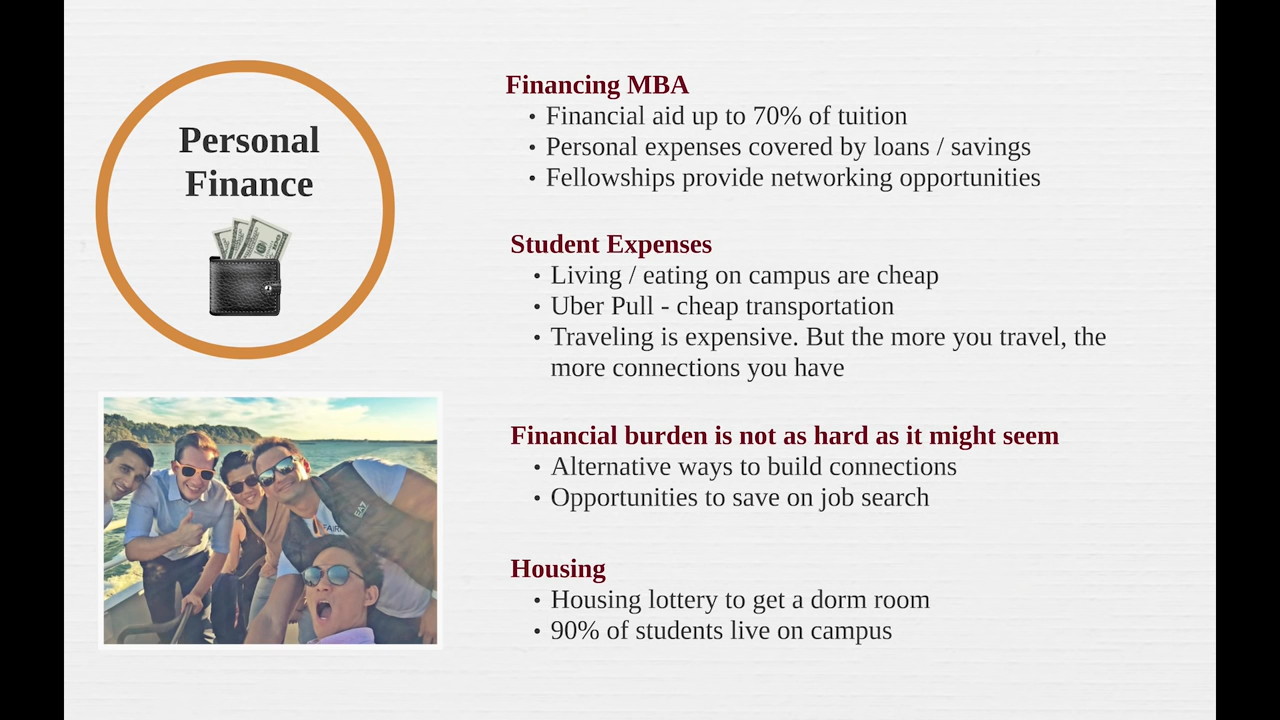 Personal
Finance
Financing MBA
• Financial aid up to 70% of tuition
• Personal expenses covered by loans / savings
• Fellowships provide networking opportunities
Student Expenses
• Living / eating on campus are cheap
• Uber Pull - cheap transportation
• Traveling is expensive. But the more you travel, the
more connections you have
Financial burden is not as hard as it might seem
• Alternative ways to build connections
• Opportunities to save on job search
Housing
• Housing lottery to get a dorm room
• 90% of students live on campus
EA7